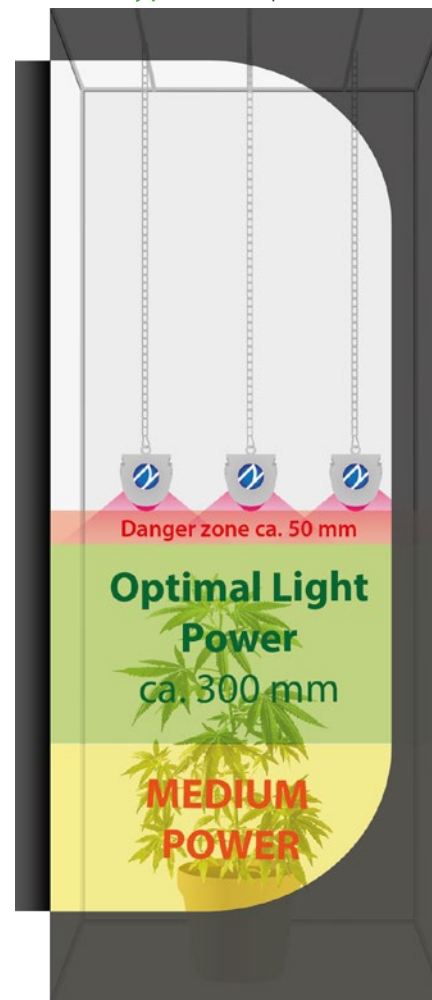 Danger zone ca. 50 mm
Optimal Light
Power
ca. 300 mm
MEDIUM
POWER